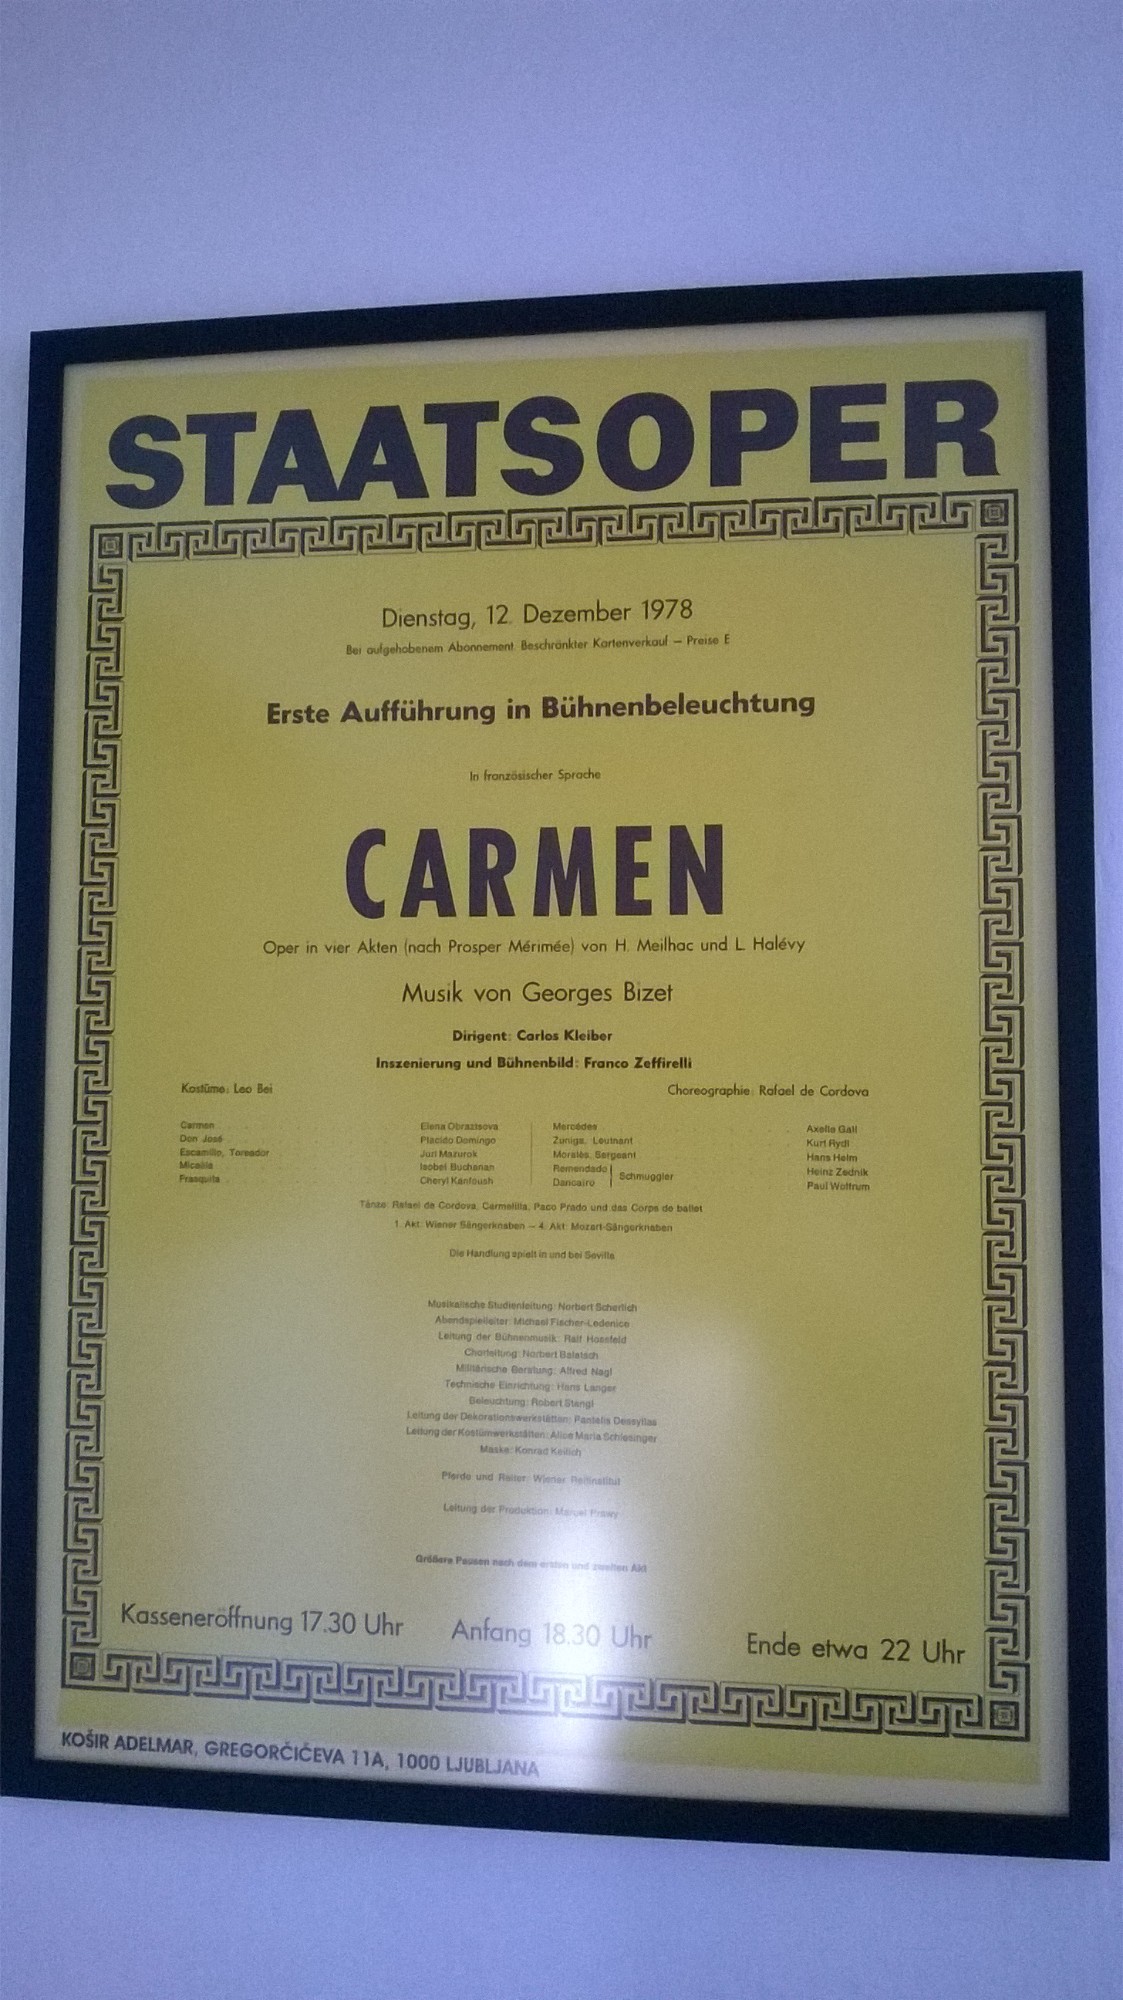 STAATSOPER
Dienstag, 12. Dezember 1978
Bei aufgehobenem Abonnement Beschränkter Kartenverkauf – Preise E
Erste Aufführung in Bühnenbeleuchtung
In französischer Sprache
CARMEN
Oper in vier Akten (nach Prosper Mérimée) von H. Meilhac und L. Halévy
Musik von Georges Bizet
Dirigent: Carlos Kleiber
Inszenierung und Bühnenbild: Franco Zeffirelli
Kostüme: Leo Bei Choreographie: Rafael de Cordova
Carmen Elena Obraztsova Mercédès Axelle Gall
Don José Placido Domingo Zuniga, Leutnant Kurt Rydl
Escamillo, Toreador Juri Mazurok Moralès, Sergeant Hans Helm
Micaëla Isobel Buchanan Remendado Heinz Zednik
Schmuggler
Frasquita Cheryl Kanfoush Dancairo Paul Wolfrum
Tänze: Rafael de Cordova, Carmelilla, Paco Prado und das Corps de ballet
1. Akt: Wiener Sängerknaben – 4. Akt: Mozart-Sängerknaben
Die Handlung spielt in und bei Sevilla
Musikalische Studienleitung: Norbert Scherlich
Abendspielleiter: Michael Fischer-Ledenice
Leitung der Bühnenmusik: Ralf Hossfeld
Chorleitung: Norbert Balatsch
Militärische Beratung: Alfred Nagl
Technische Einrichtung: Hans Langer
Beleuchtung: Robert Stangl
Leitung der Dekorationswerkstätten: Pantelis Dessyllas
Leitung der Kostümwerkstätten: Alice Maria Schlesinger
Maske: Konrad Keilich
Pferde und Reiter: Wiener Reitinstitut
Leitung der Produktion: Marcel Prawy
Größere Pausen nach dem ersten und zweiten Akt
Kasseneröffnung 17.30 Uhr Anfang 18.30 Uhr Ende etwa 22 Uhr
KOŠIR ADELMAR, GREGORČIČEVA 11A, 1000 LJUBLJANA